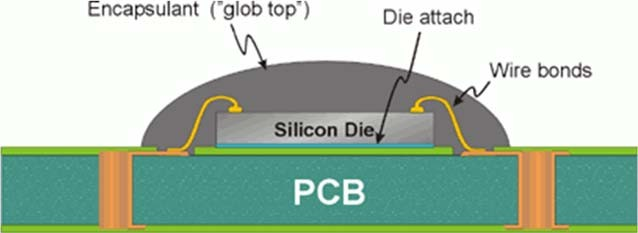 Encapsulant ("glob top")
Die attach
Wire bonds
Silicon Die
PCB